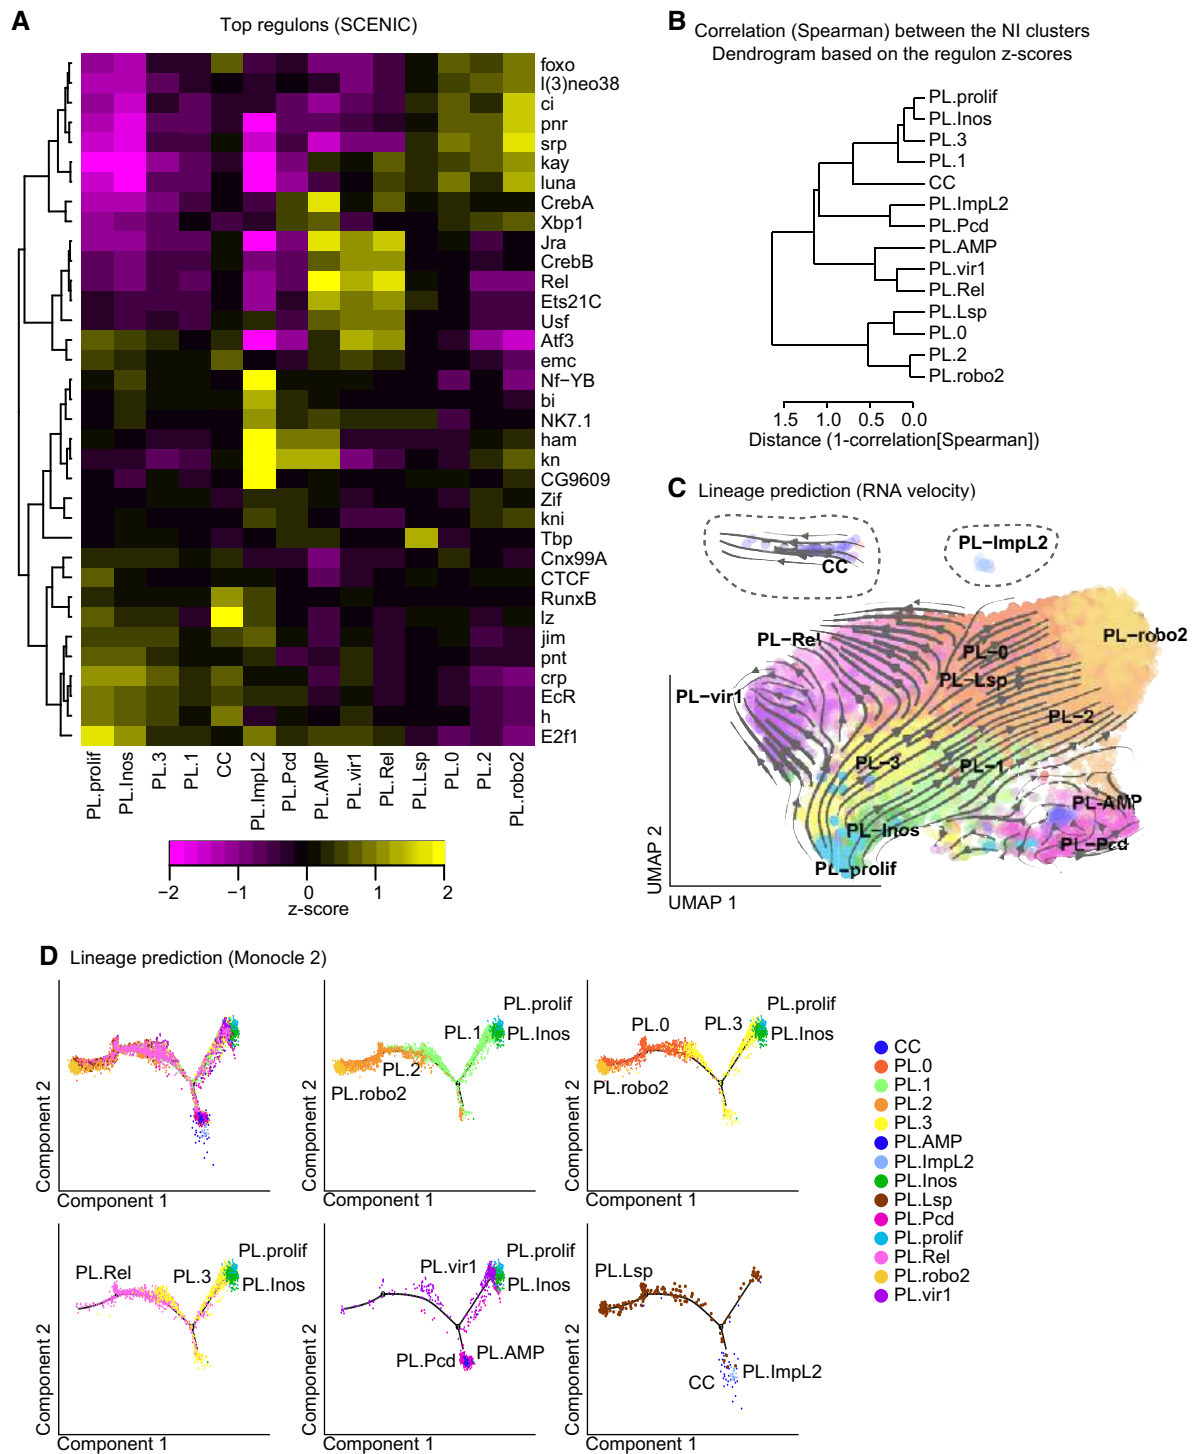 A
Top regulons (SCENIC)
foxo
l(3)neo38
ci
pnr
srp
kay
luna
CrebA
Xbp1
Jra
CrebB
Rel
Ets21C
Usf
Atf3
emc
Nf−YB
bi
NK7.1
ham
kn
CG9609
Zif
kni
Tbp
Cnx99A
CTCF
RunxB
lz
jim
pnt
crp
EcR
h
E2f1
PL.prolif
PL.Inos
PL.3
PL.1
CC
PL.ImpL2
PL.Pcd
PL.AMP
PL.vir1
PL.Rel
PL.Lsp
PL.0
PL.2
PL.robo2
−2 −1 0 1 2
z−score
B
Correlation (Spearman) between the NI clusters
Dendrogram based on the regulon z-scores
PL.prolif
PL.Inos
PL.3
PL.1
CC
PL.ImpL2
PL.Pcd
PL.AMP
PL.vir1
PL.Rel
PL.Lsp
PL.0
PL.2
PL.robo2
1.5 1.0 0.5 0.0
Distance (1-correlation[Spearman])
C Lineage prediction (RNA velocity)
CC
PL−ImpL2
PL−Rel
PL−0
PL−robo2
PL−Lsp
PL−vir1
PL−2
PL−3
PL−1
PL-AMP
PL−Inos
PL−Pcd
PL−prolif
UMAP 2
UMAP 1
D Lineage prediction (Monocle 2)
Component 2
Component 1
PL.prolif
PL.1
PL.Inos
PL.2
PL.robo2
Component 2
Component 1
PL.prolif
PL.0
PL.3
PL.Inos
PL.robo2
Component 2
Component 1
PL.prolif
PL.Rel
PL.3
PL.Inos
Component 2
Component 1
PL.prolif
PL.vir1
PL.Inos
PL.Pcd
PL.AMP
Component 2
Component 1
PL.Lsp
CC
PL.ImpL2
Component 2
Component 1
CC
PL.0
PL.1
PL.2
PL.3
PL.AMP
PL.ImpL2
PL.Inos
PL.Lsp
PL.Pcd
PL.prolif
PL.Rel
PL.robo2
PL.vir1